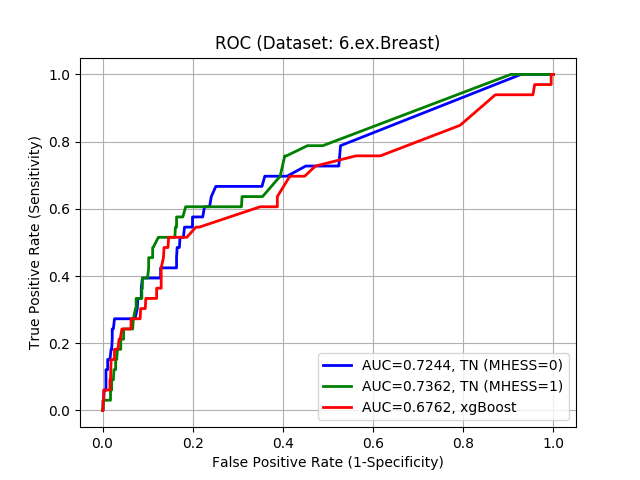 ROC (Dataset: 6.ex.Breast)
True Positive Rate (Sensitivity)
1.0
0.8
0.6
0.4
0.2
0.0
AUC=0.7244, TN (MHESS=0)
AUC=0.7362, TN (MHESS=1)
AUC=0.6762, xgBoost
0.0 0.2 0.4 0.6 0.8 1.0
False Positive Rate (1-Specificity)